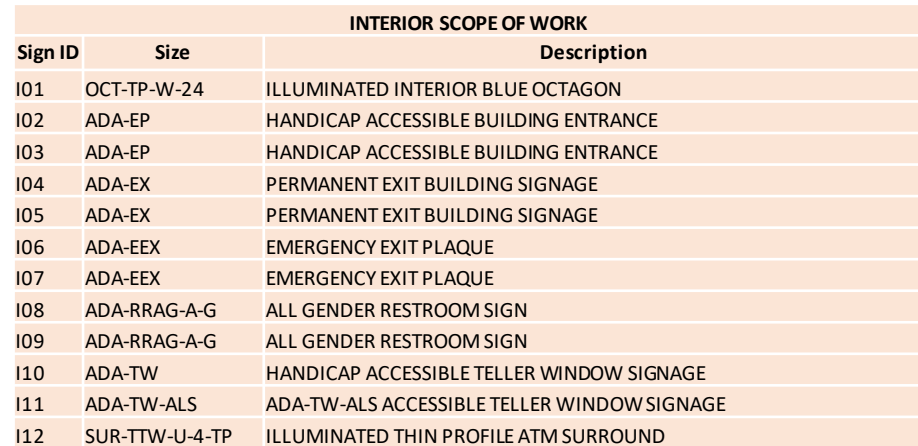 INTERIOR SCOPE OF WORK
Sign ID Size Description
I01 OCT-TP-W-24 ILLUMINATED INTERIOR BLUE OCTAGON
I02 ADA-EP HANDICAP ACCESSIBLE BUILDING ENTRANCE
I03 ADA-EP HANDICAP ACCESSIBLE BUILDING ENTRANCE
I04 ADA-EX PERMANENT EXIT BUILDING SIGNAGE
I05 ADA-EX PERMANENT EXIT BUILDING SIGNAGE
I06 ADA-EEX EMERGENCY EXIT PLAQUE
I07 ADA-EEX EMERGENCY EXIT PLAQUE
I08 ADA-RRAG-A-G ALL GENDER RESTROOM SIGN
I09 ADA-RRAG-A-G ALL GENDER RESTROOM SIGN
I10 ADA-TW HANDICAP ACCESSIBLE TELLER WINDOW SIGNAGE
I11 ADA-TW-ALS ADA-TW-ALS ACCESSIBLE TELLER WINDOW SIGNAGE
I12 SUR-TTW-U-4-TP ILLUMINATED THIN PROFILE ATM SURROUND